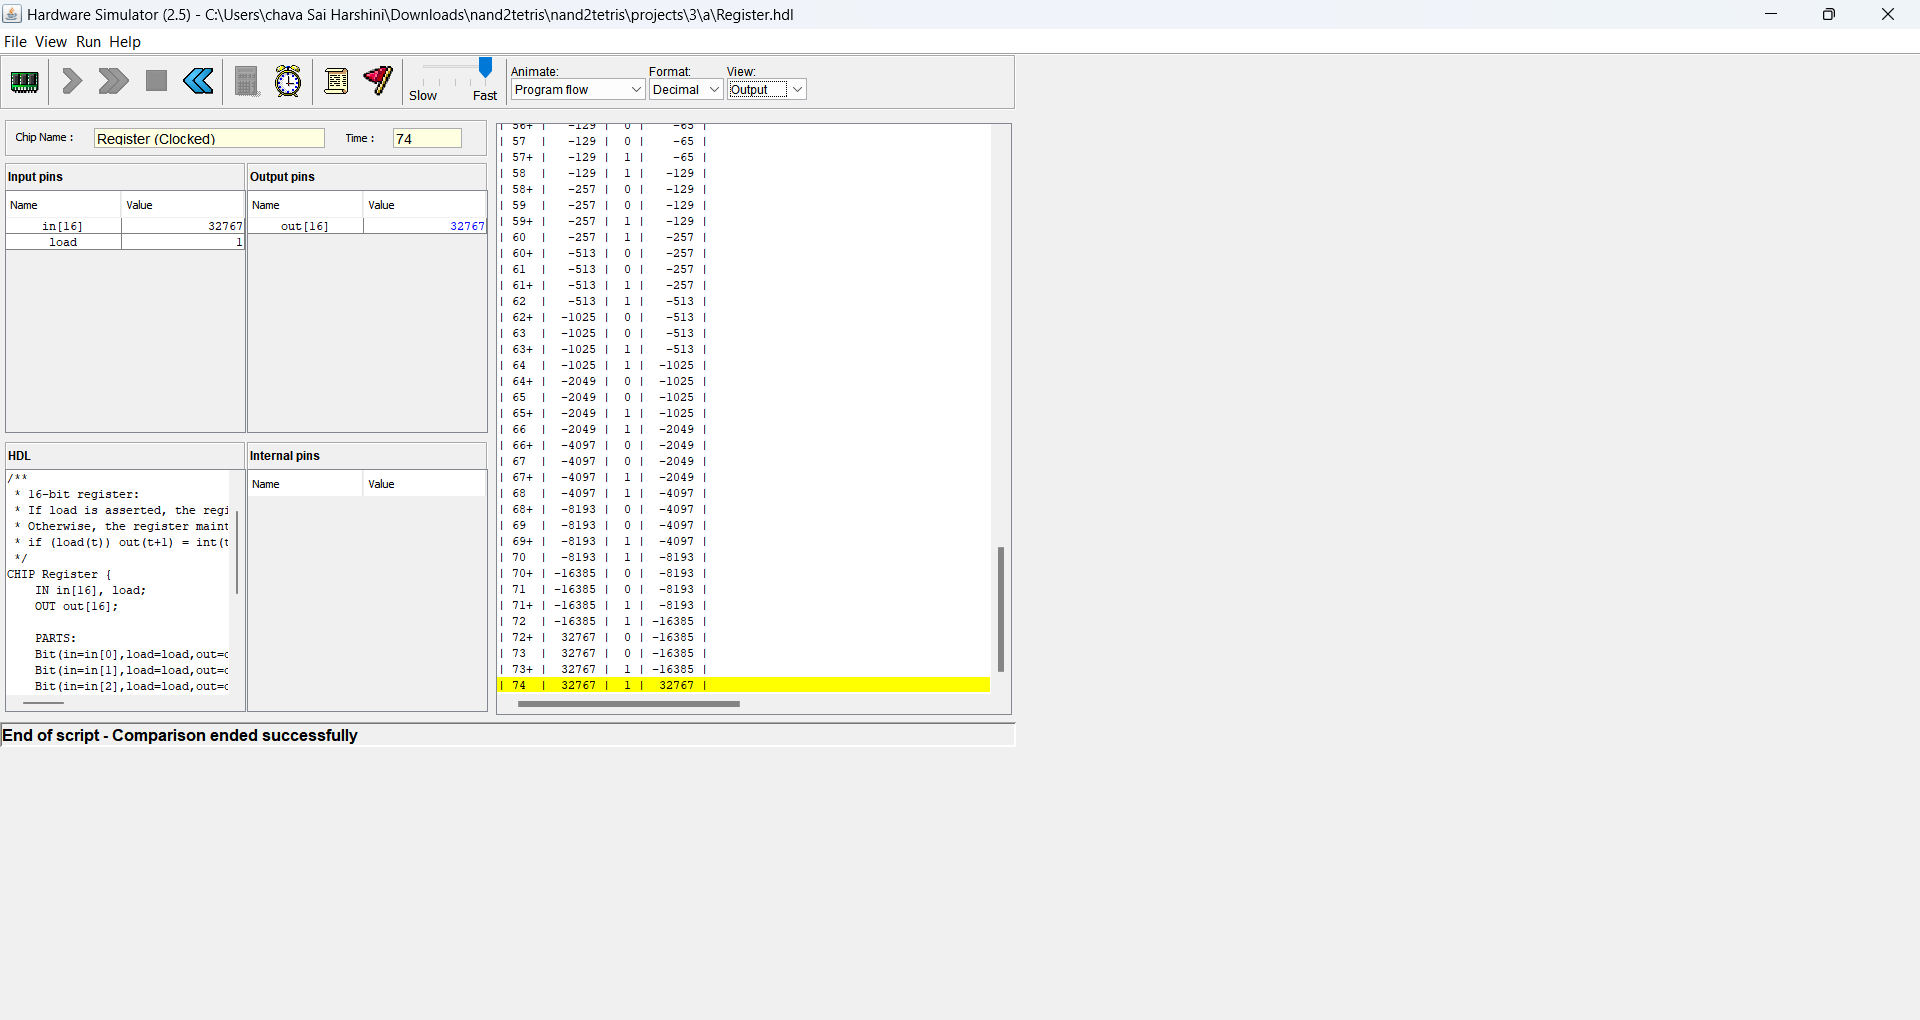 Hardware Simulator (2.5) - C:\Users\chava Sai Harshini\Downloads\nand2tetris\nand2tetris\projects\3\a\Register.hdl
File View Run Help
Slow Fast
Animate: Format: View:
Program flow Decimal Output
Chip Name : Register (Clocked) Time : 74
Input pins
Name Value
in[16] 32767
load 1
Output pins
Name Value
out[16] 32767
HDL
/**
* 16-bit register:
* If load is asserted, the regi
* Otherwise, the register maint
* if (load(t)) out(t+1) = int(t
*/
CHIP Register {
IN in[16], load;
OUT out[16];
PARTS:
Bit(in=in[0],load=load,out=o
Bit(in=in[1],load=load,out=o
Bit(in=in[2],load=load,out=o
Internal pins
Name Value
| 56+ | -129 | 0 | -65 |
| 57 | -129 | 0 | -65 |
| 57+ | -129 | 1 | -65 |
| 58 | -129 | 1 | -129 |
| 58+ | -257 | 0 | -129 |
| 59 | -257 | 0 | -129 |
| 59+ | -257 | 1 | -129 |
| 60 | -257 | 1 | -257 |
| 60+ | -513 | 0 | -257 |
| 61 | -513 | 0 | -257 |
| 61+ | -513 | 1 | -257 |
| 62 | -513 | 1 | -513 |
| 62+ | -1025 | 0 | -513 |
| 63 | -1025 | 0 | -513 |
| 63+ | -1025 | 1 | -513 |
| 64 | -1025 | 1 | -1025 |
| 64+ | -2049 | 0 | -1025 |
| 65 | -2049 | 0 | -1025 |
| 65+ | -2049 | 1 | -1025 |
| 66 | -2049 | 1 | -2049 |
| 66+ | -4097 | 0 | -2049 |
| 67 | -4097 | 0 | -2049 |
| 67+ | -4097 | 1 | -2049 |
| 68 | -4097 | 1 | -4097 |
| 68+ | -8193 | 0 | -4097 |
| 69 | -8193 | 0 | -4097 |
| 69+ | -8193 | 1 | -4097 |
| 70 | -8193 | 1 | -8193 |
| 70+ | -16385 | 0 | -8193 |
| 71 | -16385 | 0 | -8193 |
| 71+ | -16385 | 1 | -8193 |
| 72 | -16385 | 1 | -16385 |
| 72+ | 32767 | 0 | -16385 |
| 73 | 32767 | 0 | -16385 |
| 73+ | 32767 | 1 | -16385 |
| 74 | 32767 | 1 | 32767 |
End of script - Comparison ended successfully